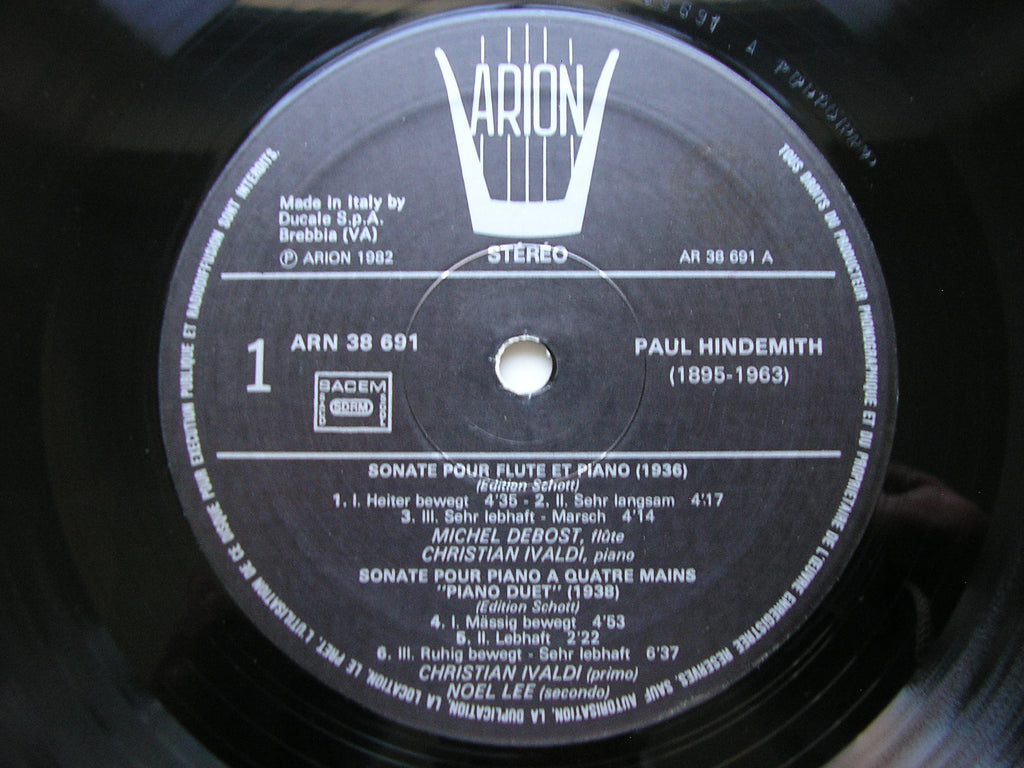 ARION
Made in Italy by
Ducale S.p.A.
Brebbia (VA)
Ⓟ ARION 1982
STÉRÉO
AR 38 691 A
1
ARN 38 691
SACEM
SDRM
PAUL HINDEMITH
(1895-1963)
SONATE POUR FLUTE ET PIANO (1936)
(Edition Schott)
1. I. Heiter bewegt 4'35 - 2. II. Sehr langsam 4'17
3. III. Sehr lebhaft - Marsch 4'14
MICHEL DEBOST, flûte
CHRISTIAN IVALDI, piano
SONATE POUR PIANO A QUATRE MAINS
"PIANO DUET" (1938)
(Edition Schott)
4. I. Mässig bewegt 4'53
5. II. Lebhaft 2'22
6. III. Ruhig bewegt - Sehr lebhaft 6'37
CHRISTIAN IVALDI (primo)
NOEL LEE (secondo)
TOUS DROITS DU PRODUCTEUR PHONOGRAPHIQUE ET DU PROPRIETAIRE DE L'ŒUVRE ENREGISTREE RESERVES. SAUF AUTORISATION, LA DUPLICATION, LA LOCATION, LE PRET, L'UTILISATION DE CE DISQUE POUR EXECUTION PUBLIQUE ET RADIODIFFUSION SONT INTERDITS.